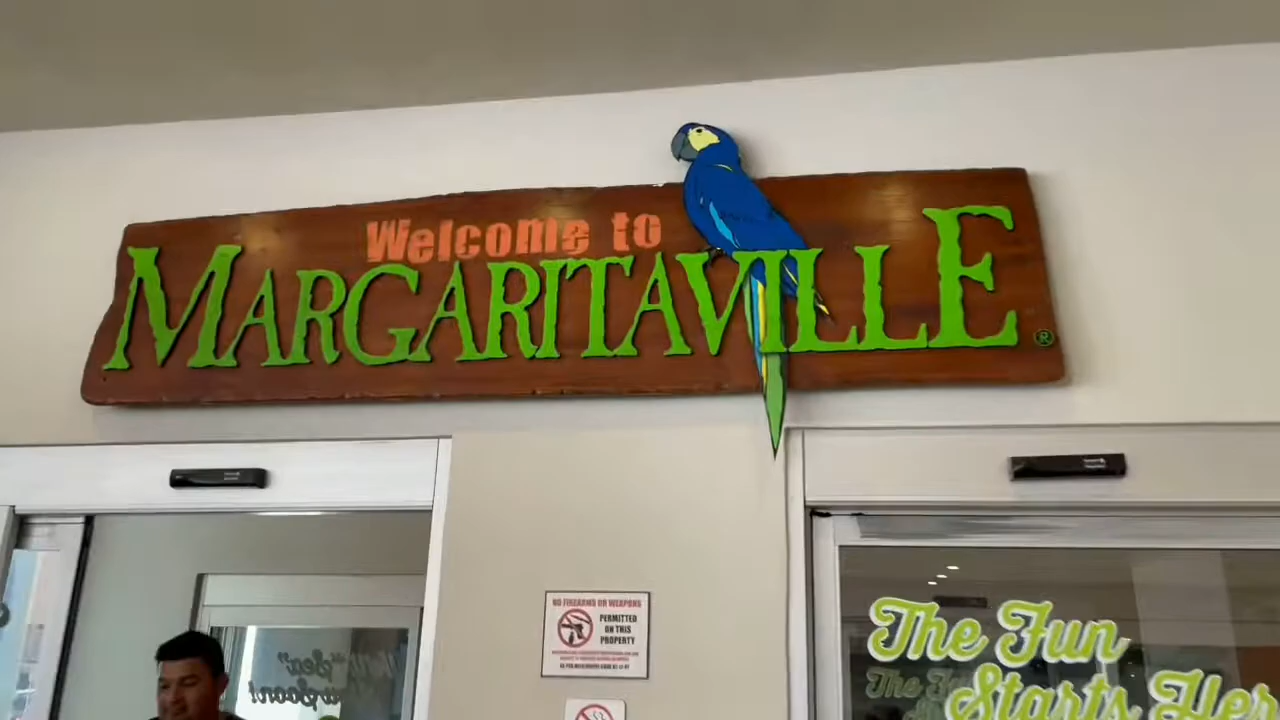 Welcome to
MARGARITAVILLE®
NO FIREARMS OR WEAPONS
PERMITTED
ON THIS
PROPERTY
The Fun
Starts Her